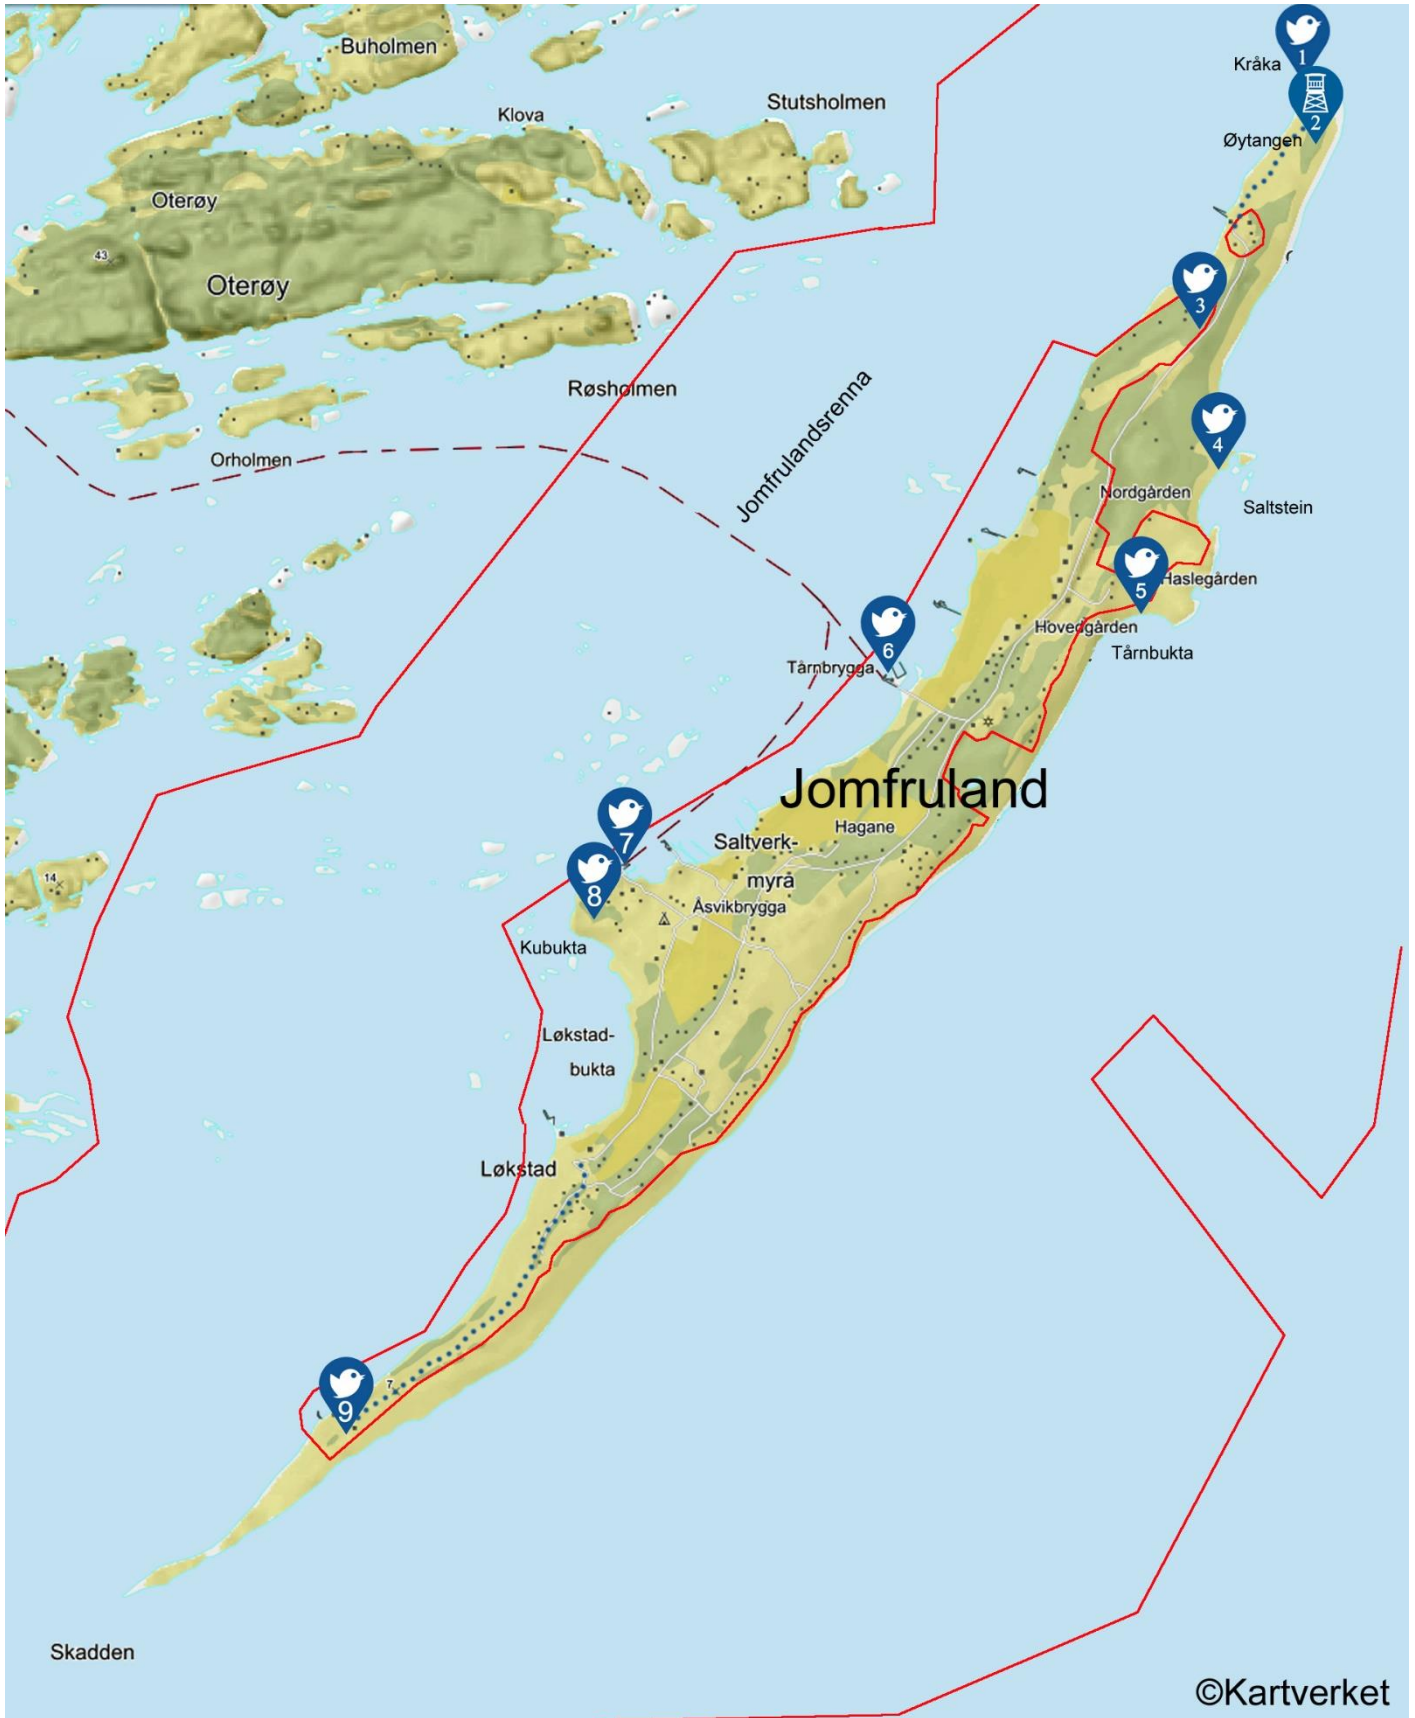 1
Buholmen
Kråka
Stutsholmen
Klova
2
Øytangen
Oterøy
43
Oterøy
3
Røsholmen
Jomfrulandsrenna
4
Orholmen
Nordgården
Saltstein
Haslegården
5
Hovedgården
6
Tårnbukta
Tårnbrygga
Jomfruland
Hagane
7
Saltverk-
myra
14
8
Åsvikbrygga
Kubukta
Løkstad-
bukta
Løkstad
7
9
Skadden
©Kartverket